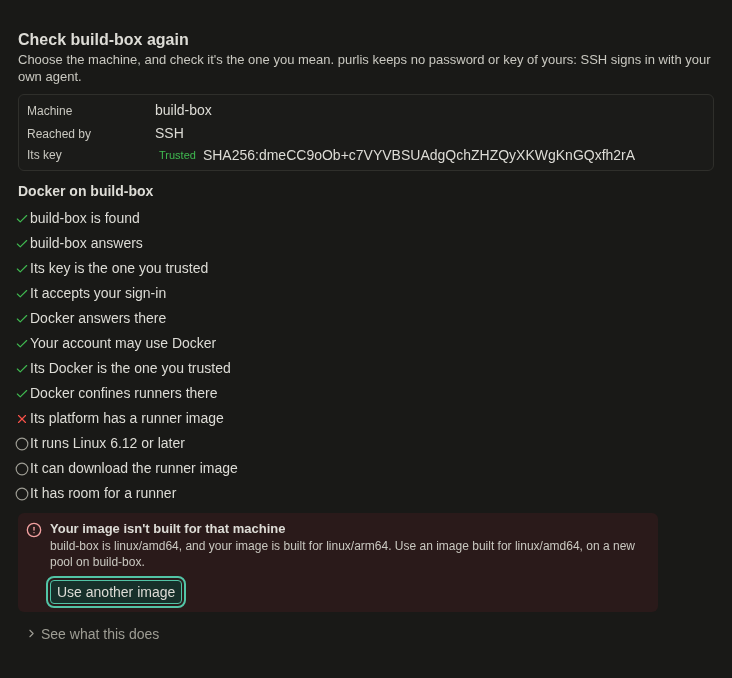 Check build-box again
Choose the machine, and check it's the one you mean. purlis keeps no password or key of yours: SSH signs in with your
own agent.
Machine build-box
Reached by SSH
Its key Trusted SHA256:dmeCC9oOb+c7VYVBSUAdgQchZHZQyXKWgKnGQxfh2rA
Docker on build-box
build-box is found
build-box answers
Its key is the one you trusted
It accepts your sign-in
Docker answers there
Your account may use Docker
Its Docker is the one you trusted
Docker confines runners there
Its platform has a runner image
It runs Linux 6.12 or later
It can download the runner image
It has room for a runner
Your image isn't built for that machine
build-box is linux/amd64, and your image is built for linux/arm64. Use an image built for linux/amd64, on a new
pool on build-box.
Use another image
See what this does